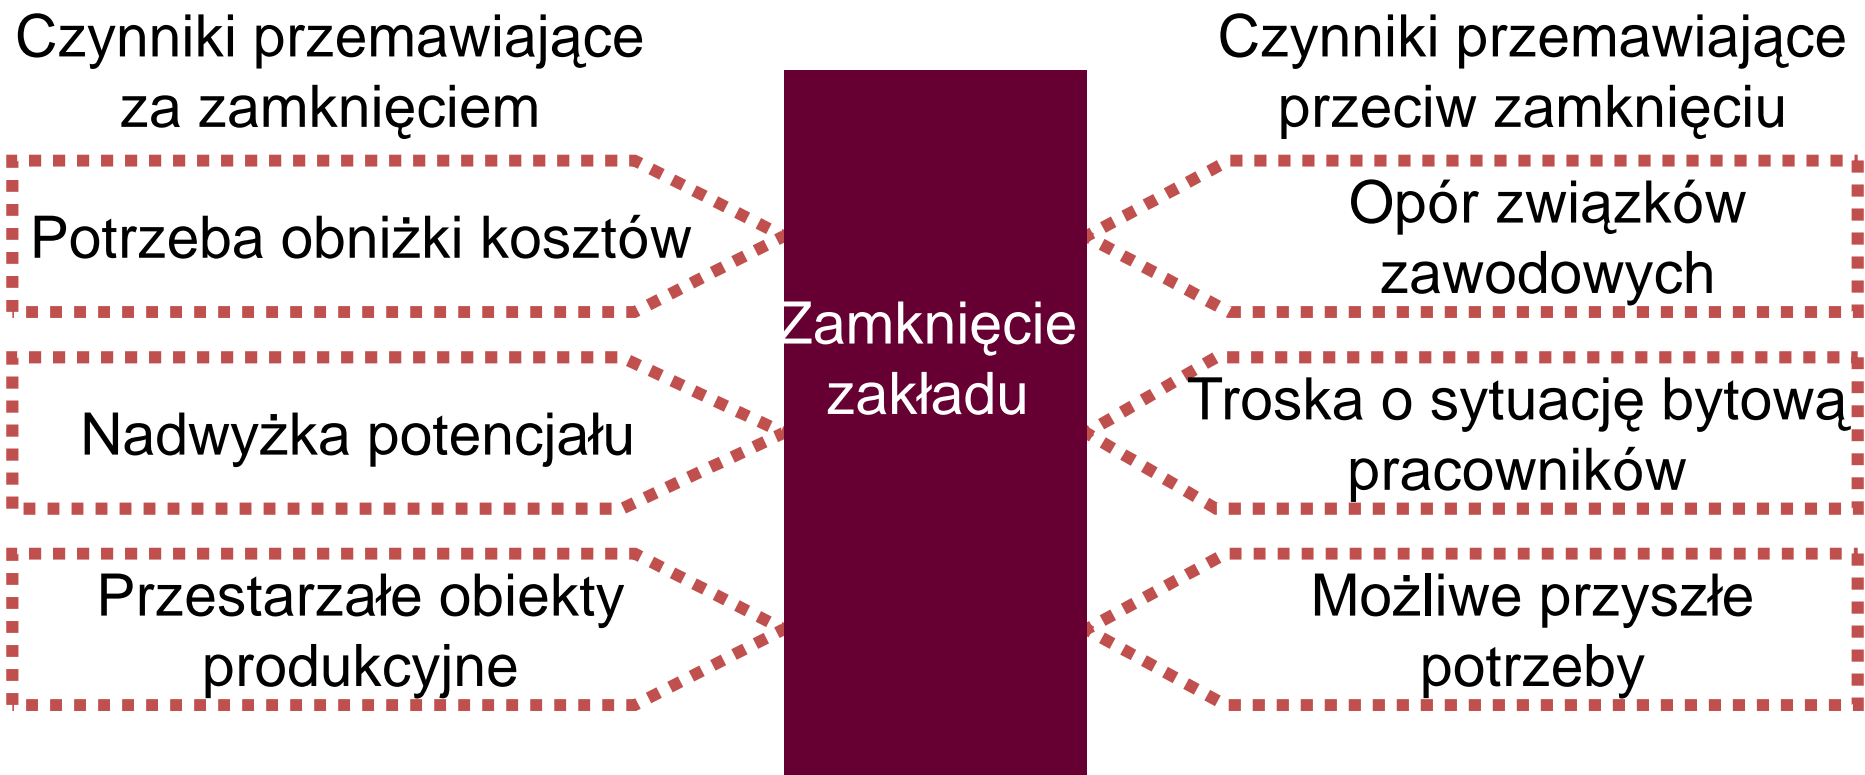 Czynniki przemawiające
za zamknięciem
Potrzeba obniżki kosztów
Nadwyżka potencjału
Przestarzałe obiekty
produkcyjne
Zamknięcie
zakładu
Czynniki przemawiające
przeciw zamknięciu
Opór związków
zawodowych
Troska o sytuację bytową
pracowników
Możliwe przyszłe
potrzeby